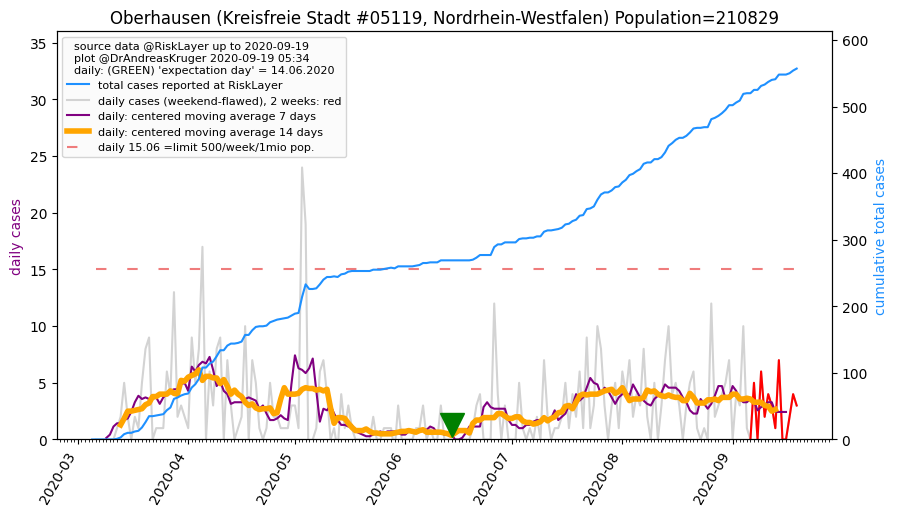 Oberhausen (Kreisfreie Stadt #05119, Nordrhein-Westfalen) Population=210829
source data @RiskLayer up to 2020-09-19
plot @DrAndreasKruger 2020-09-19 05:34
daily: (GREEN) 'expectation day' = 14.06.2020
total cases reported at RiskLayer
daily cases (weekend-flawed), 2 weeks: red
daily: centered moving average 7 days
daily: centered moving average 14 days
daily 15.06 =limit 500/week/1mio pop.
daily cases
35
30
25
20
15
10
5
0
cumulative total cases
600
500
400
300
200
100
0
2020-03
2020-04
2020-05
2020-06
2020-07
2020-08
2020-09